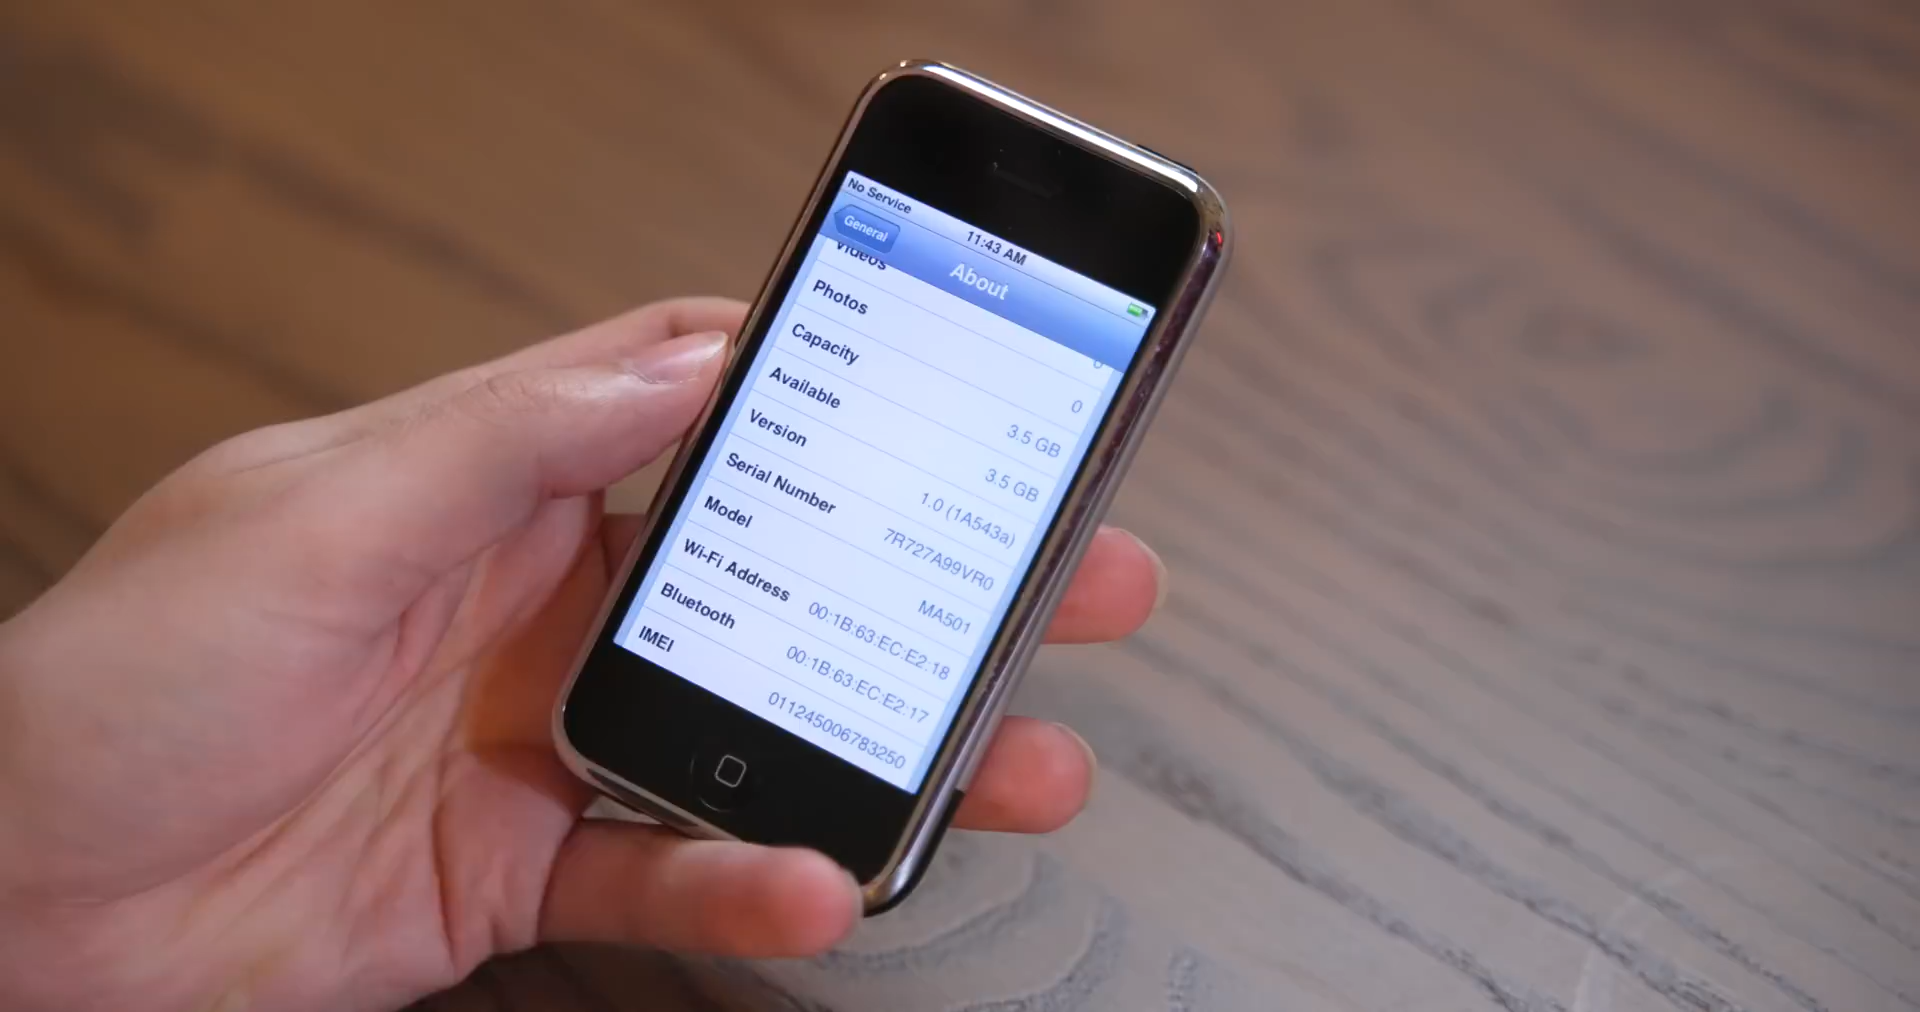 No Service
11:43 AM
General
About
Videos 0
Photos 0
Capacity 3.5 GB
Available 3.5 GB
Version 1.0 (1A543a)
Serial Number 7R727A99VR0
Model MA501
Wi-Fi Address 00:1B:63:EC:E2:18
Bluetooth 00:1B:63:EC:E2:17
IMEI 011245006783250